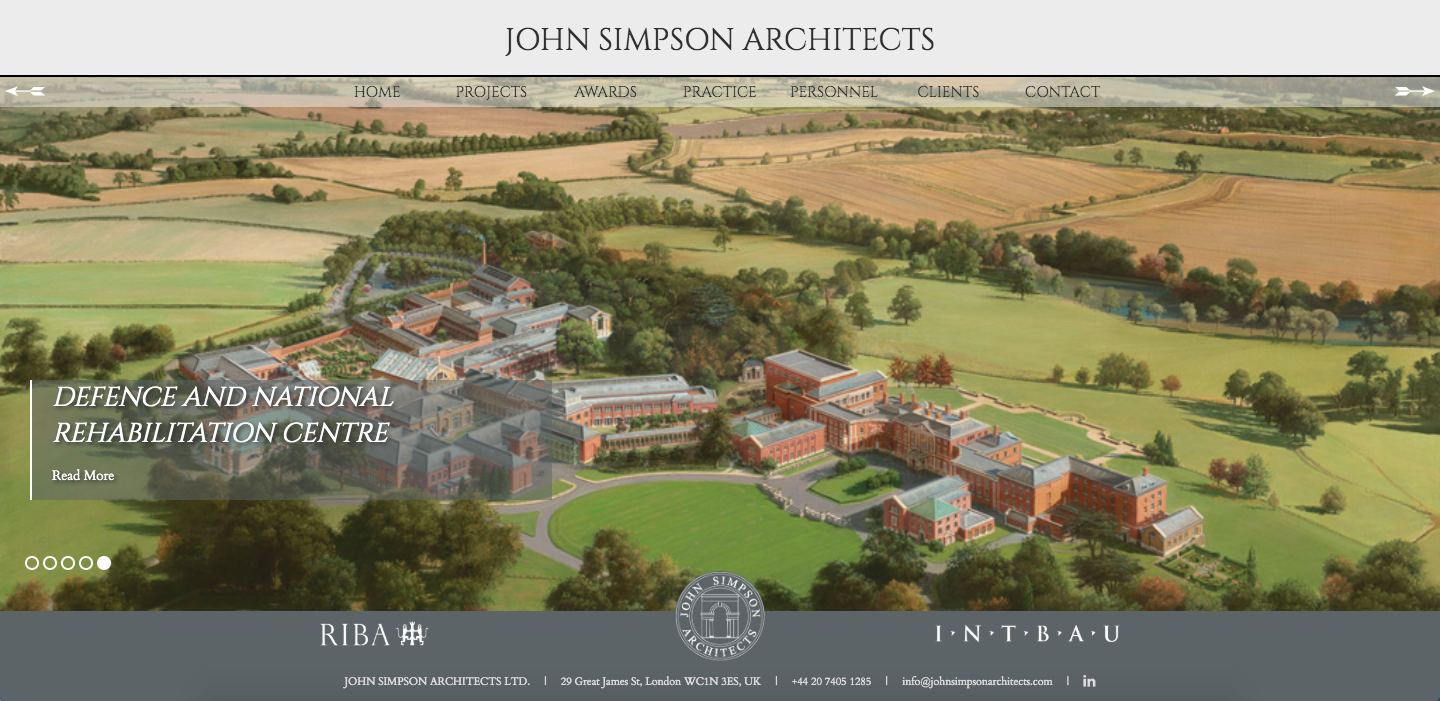 JOHN SIMPSON ARCHITECTS
HOME PROJECTS AWARDS PRACTICE PERSONNEL CLIENTS CONTACT
DEFENCE AND NATIONAL
REHABILITATION CENTRE
Read More
JOHN SIMPSON
ARCHITECTS
RIBA
I·N·T·B·A·U
JOHN SIMPSON ARCHITECTS LTD. | 29 Great James St, London WC1N 3ES, UK | +44 20 7405 1285 | info@johnsimpsonarchitects.com | in